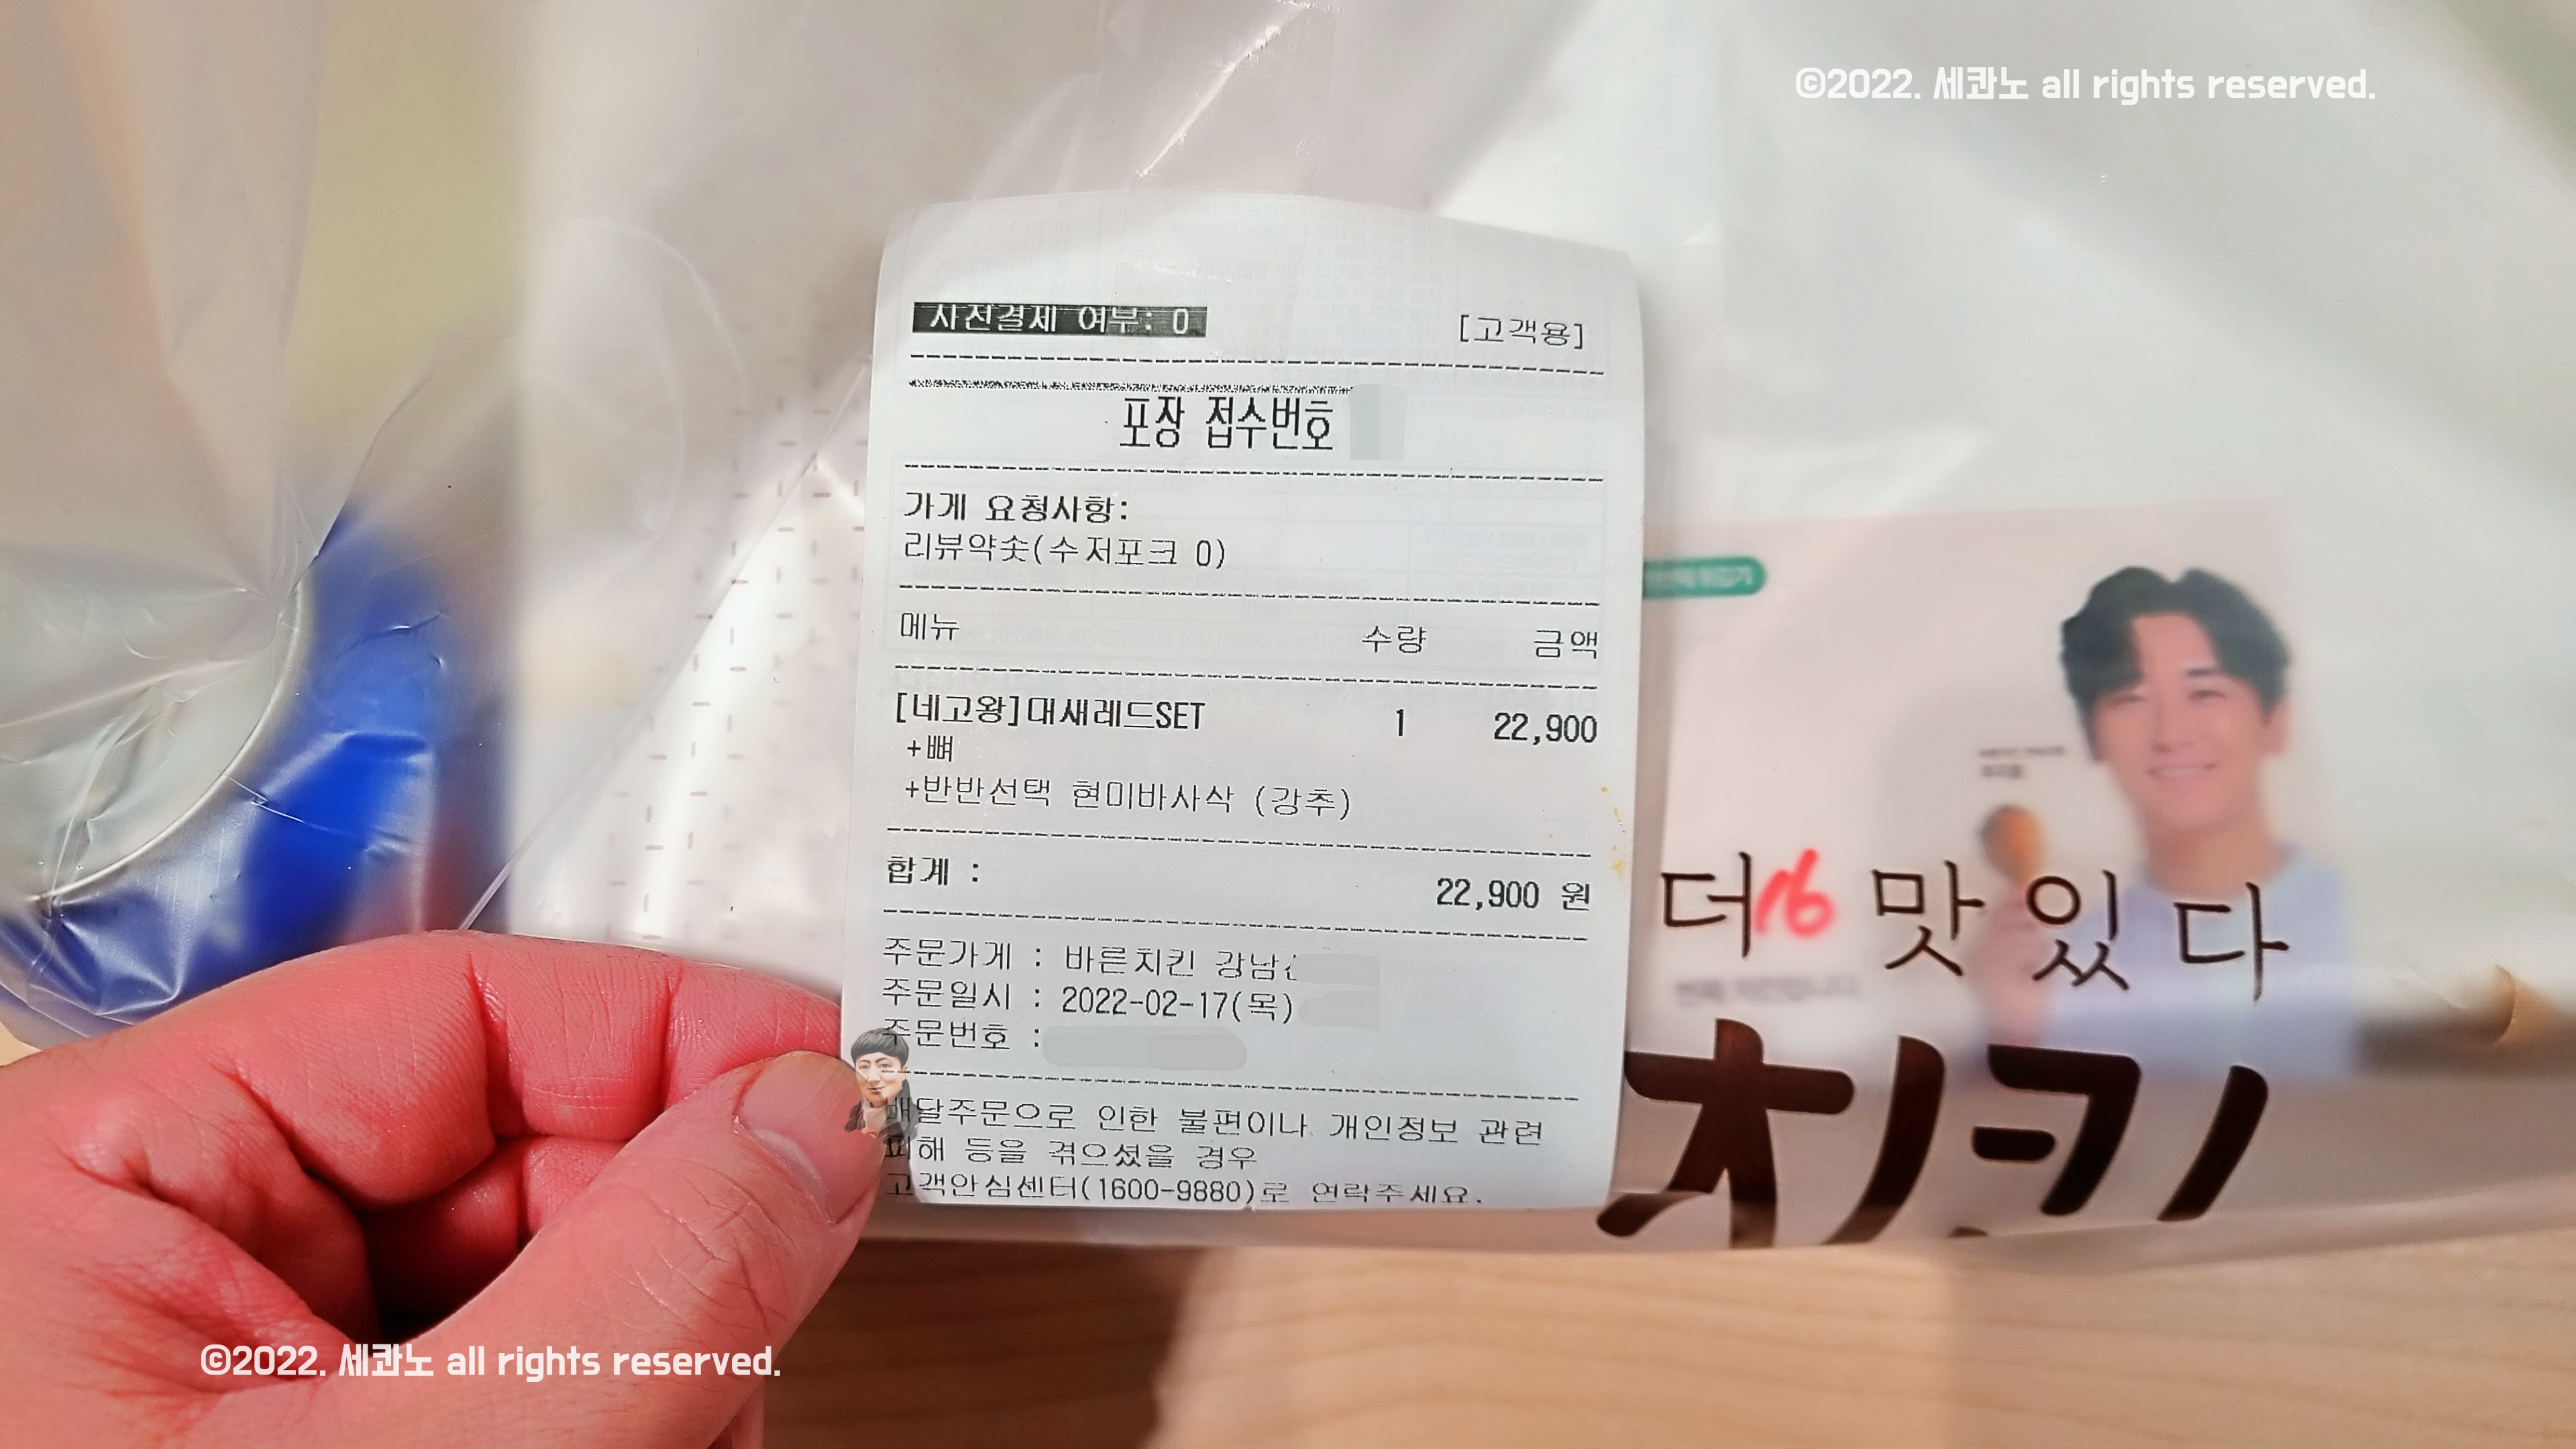 ©2022. 세콴노 all rights reserved.
사전결제 여부: O
[고객용]
포장 접수번호
가게 요청사항:
리뷰약솟(수저포크 O)
메뉴 수량 금액
[네고왕]대새레드SET 1 22,900
+뼈
+반반선택 현미바사삭 (강추)
합계 : 22,900 원
주문가게 : 바른치킨 강남
주문일시 : 2022-02-17(목)
주문번호 :
배달주문으로 인한 불편이나 개인정보 관련
피해 등을 겪으셨을 경우
고객안심센터(1600-9880)로 연락주세요.
더 맛있다
16
치킨
©2022. 세콴노 all rights reserved.